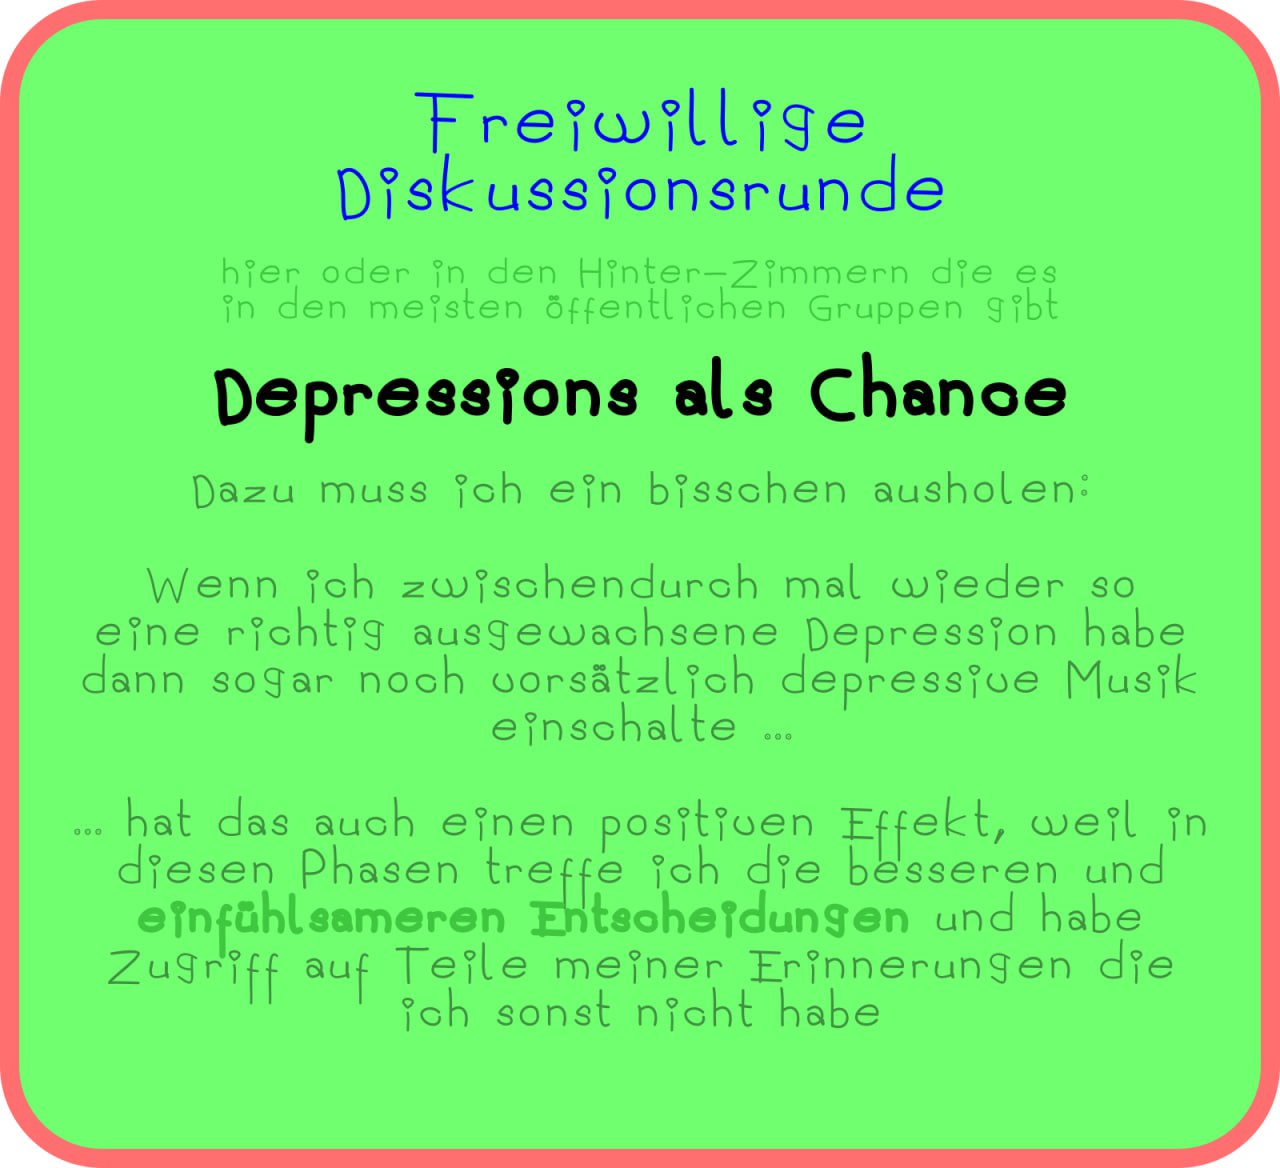 Freiwillige
Diskussionsrunde
hier oder in den Hinter-Zimmern die es
in den meisten öffentlichen Gruppen gibt
Depressions als Chance
Dazu muss ich ein bisschen ausholen:
Wenn ich zwischendurch mal wieder so
eine richtig ausgewachsene Depression habe
dann sogar noch vorsätzlich depressive Musik
einschalte ...
... hat das auch einen positiven Effekt, weil in
diesen Phasen treffe ich die besseren und
einfühlsameren Entscheidungen und habe
Zugriff auf Teile meiner Erinnerungen die
ich sonst nicht habe